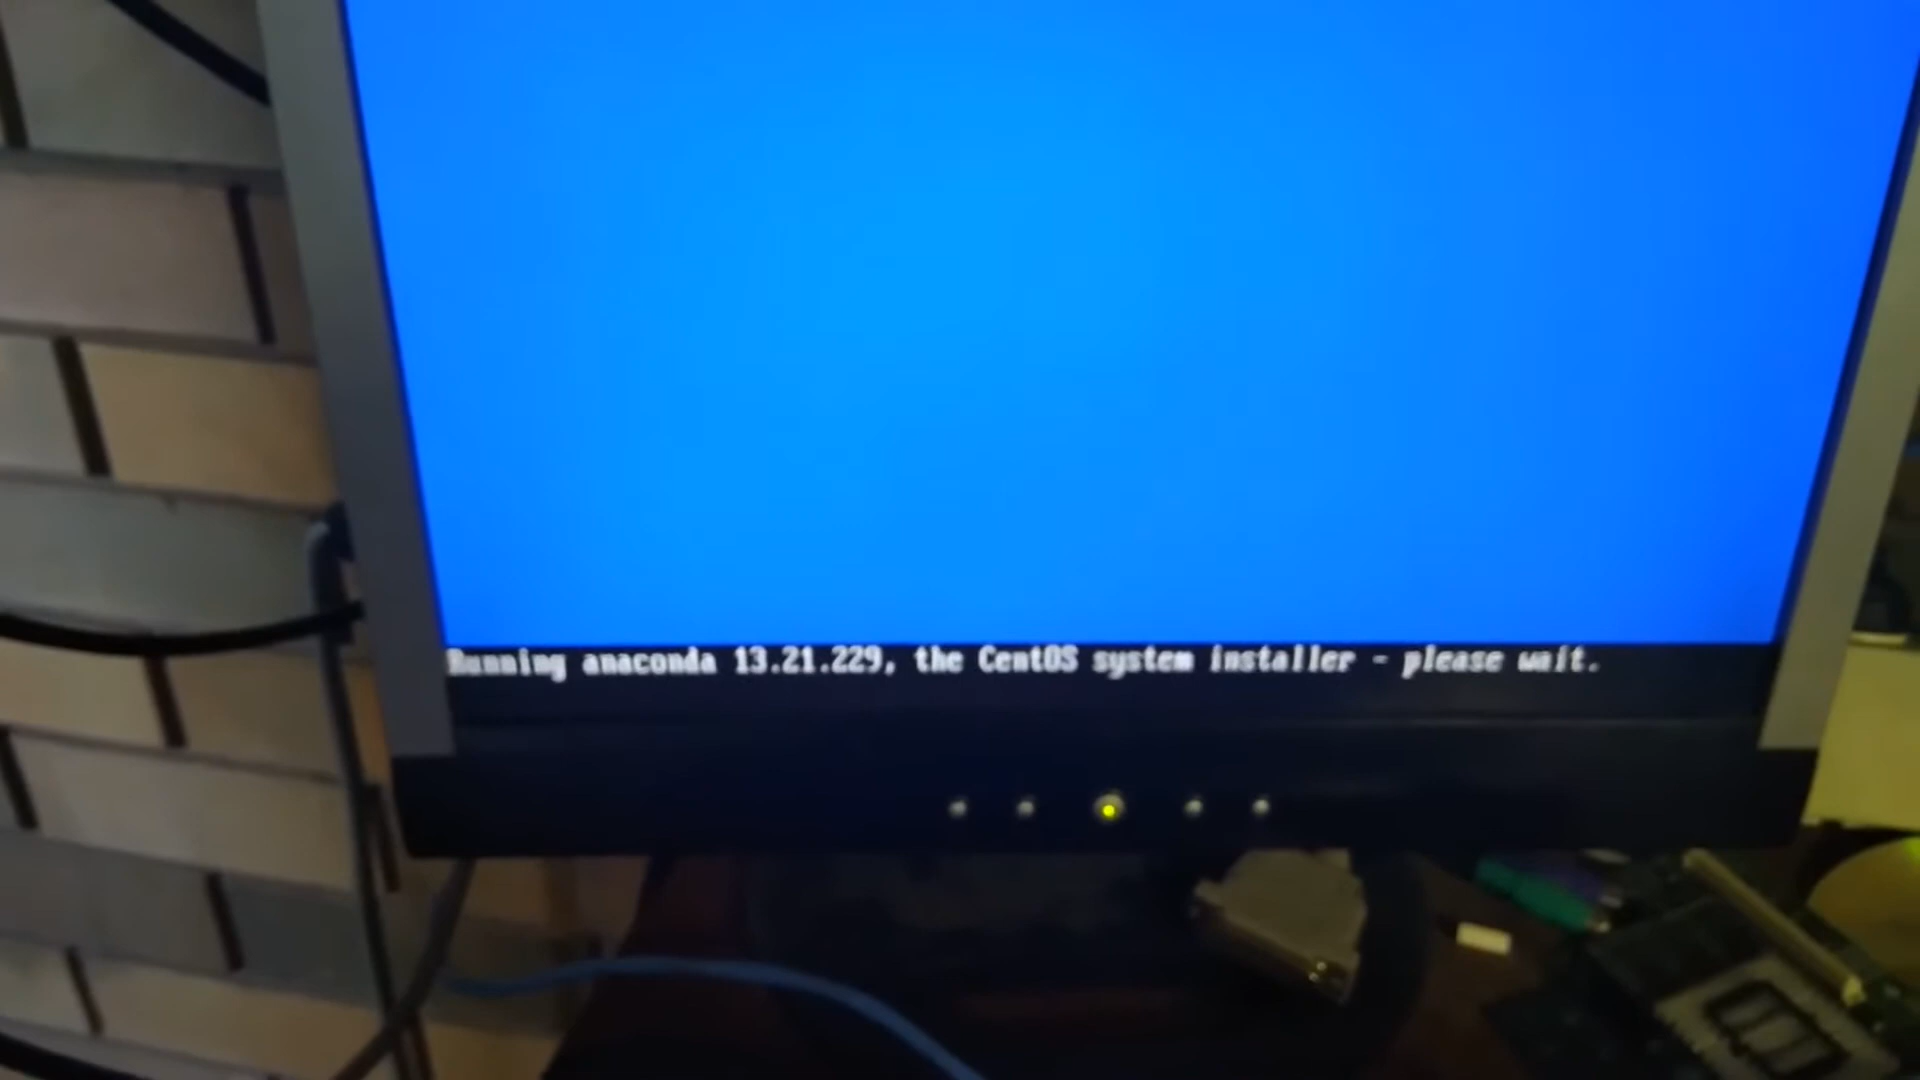 Running anaconda 13.21.229, the CentOS system installer - please wait.